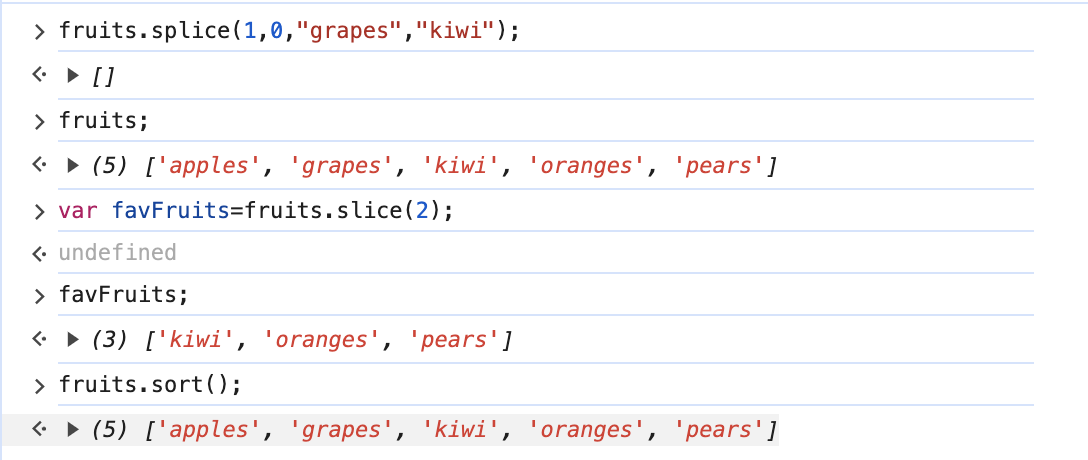 > fruits.splice(1,0,"grapes","kiwi");
<· ▶ []
> fruits;
<· ▶ (5) ['apples', 'grapes', 'kiwi', 'oranges', 'pears']
> var favFruits=fruits.slice(2);
<· undefined
> favFruits;
<· ▶ (3) ['kiwi', 'oranges', 'pears']
> fruits.sort();
<· ▶ (5) ['apples', 'grapes', 'kiwi', 'oranges', 'pears']